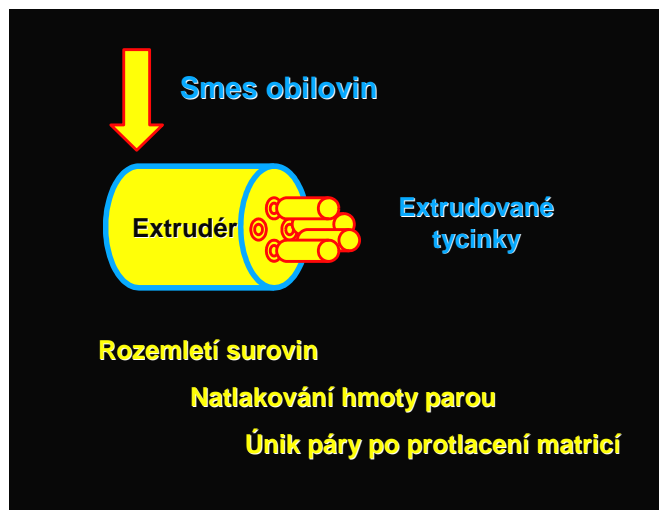 Smes obilovin
Extrudér
Extrudované
tycinky
Rozemletí surovin
Natlakování hmoty parou
Únik páry po protlacení matricí